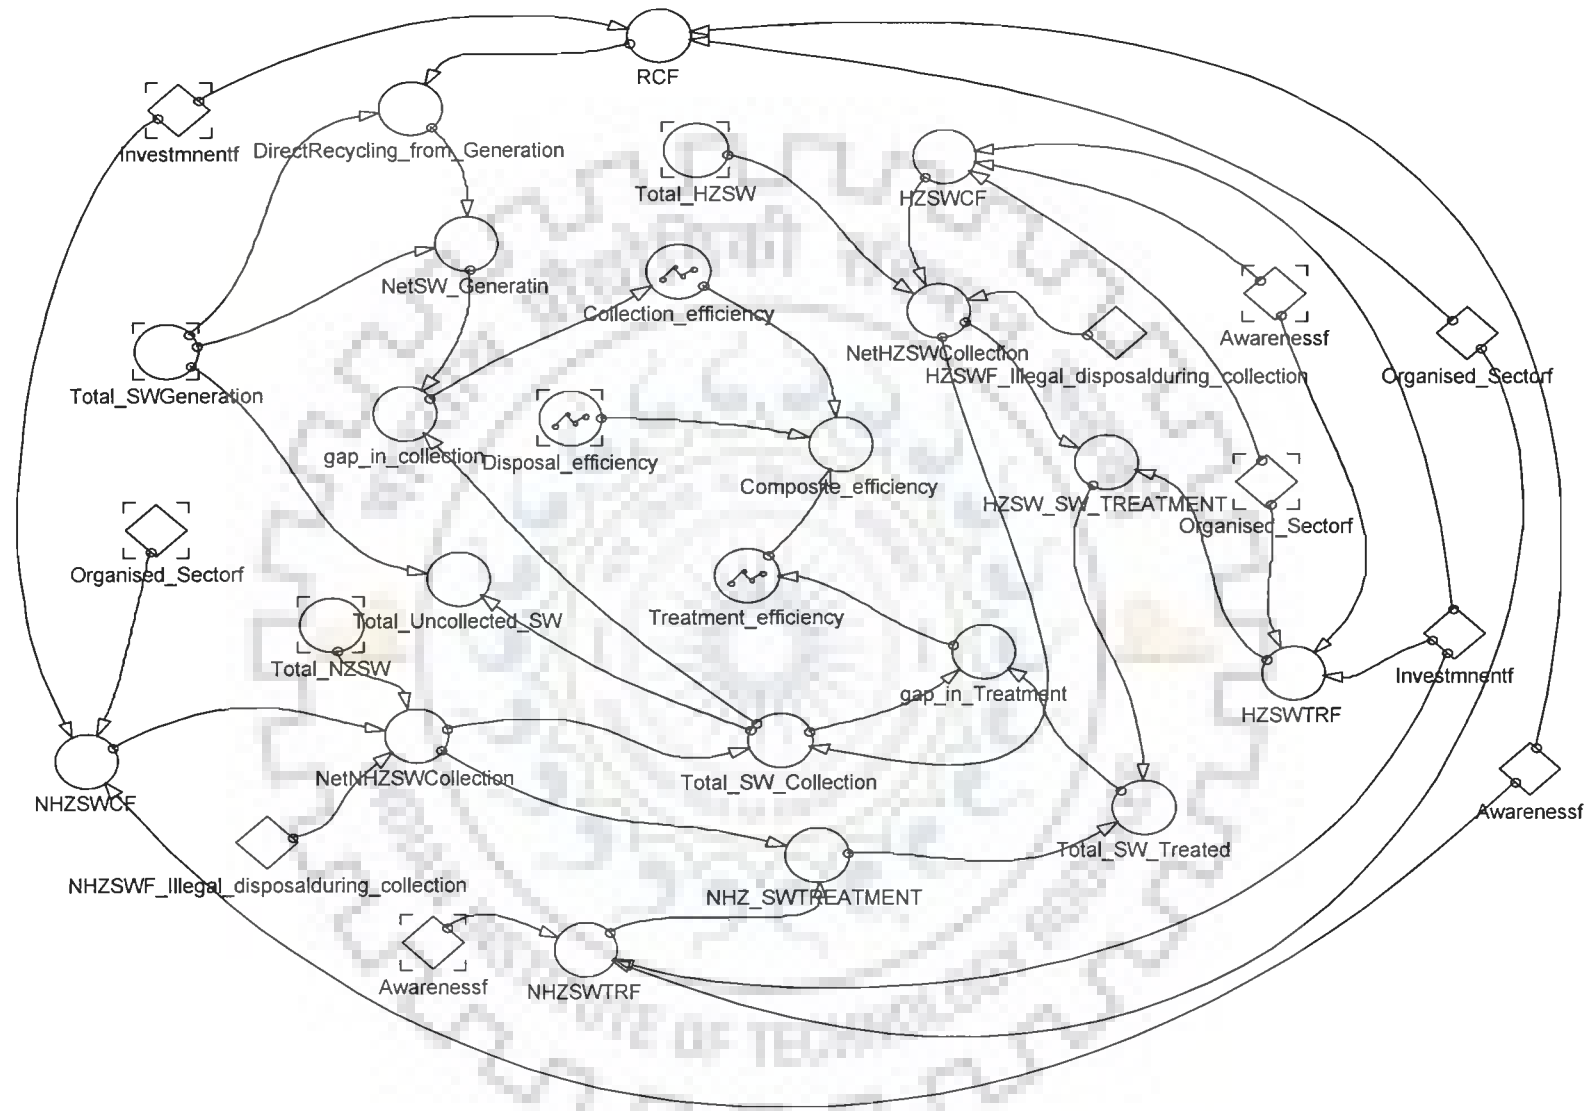 RCF
Investmnentf
DirectRecycling_from_Generation
Total_HZSW
HZSWCF
NetSW_Generatin
Collection_efficiency
Awarenessf
NetHZSWCollection
HZSWF_Illegal_disposalduring_collection
Organised_Sectorf
Total_SWGeneration
gap_in_collection
Disposal_efficiency
Composite_efficiency
HZSW_SW_TREATMENT
Organised_Sectorf
Organised_Sectorf
Total_Uncollected_SW
Treatment_efficiency
Total_NZSW
gap_in_Treatment
Investmnentf
HZSWTRF
NetNHZSWCollection
Total_SW_Collection
NHZSWCF
Awarenessf
Total_SW_Treated
NHZSWF_Illegal_disposalduring_collection
NHZ_SWTREATMENT
Awarenessf
NHZSWTRF